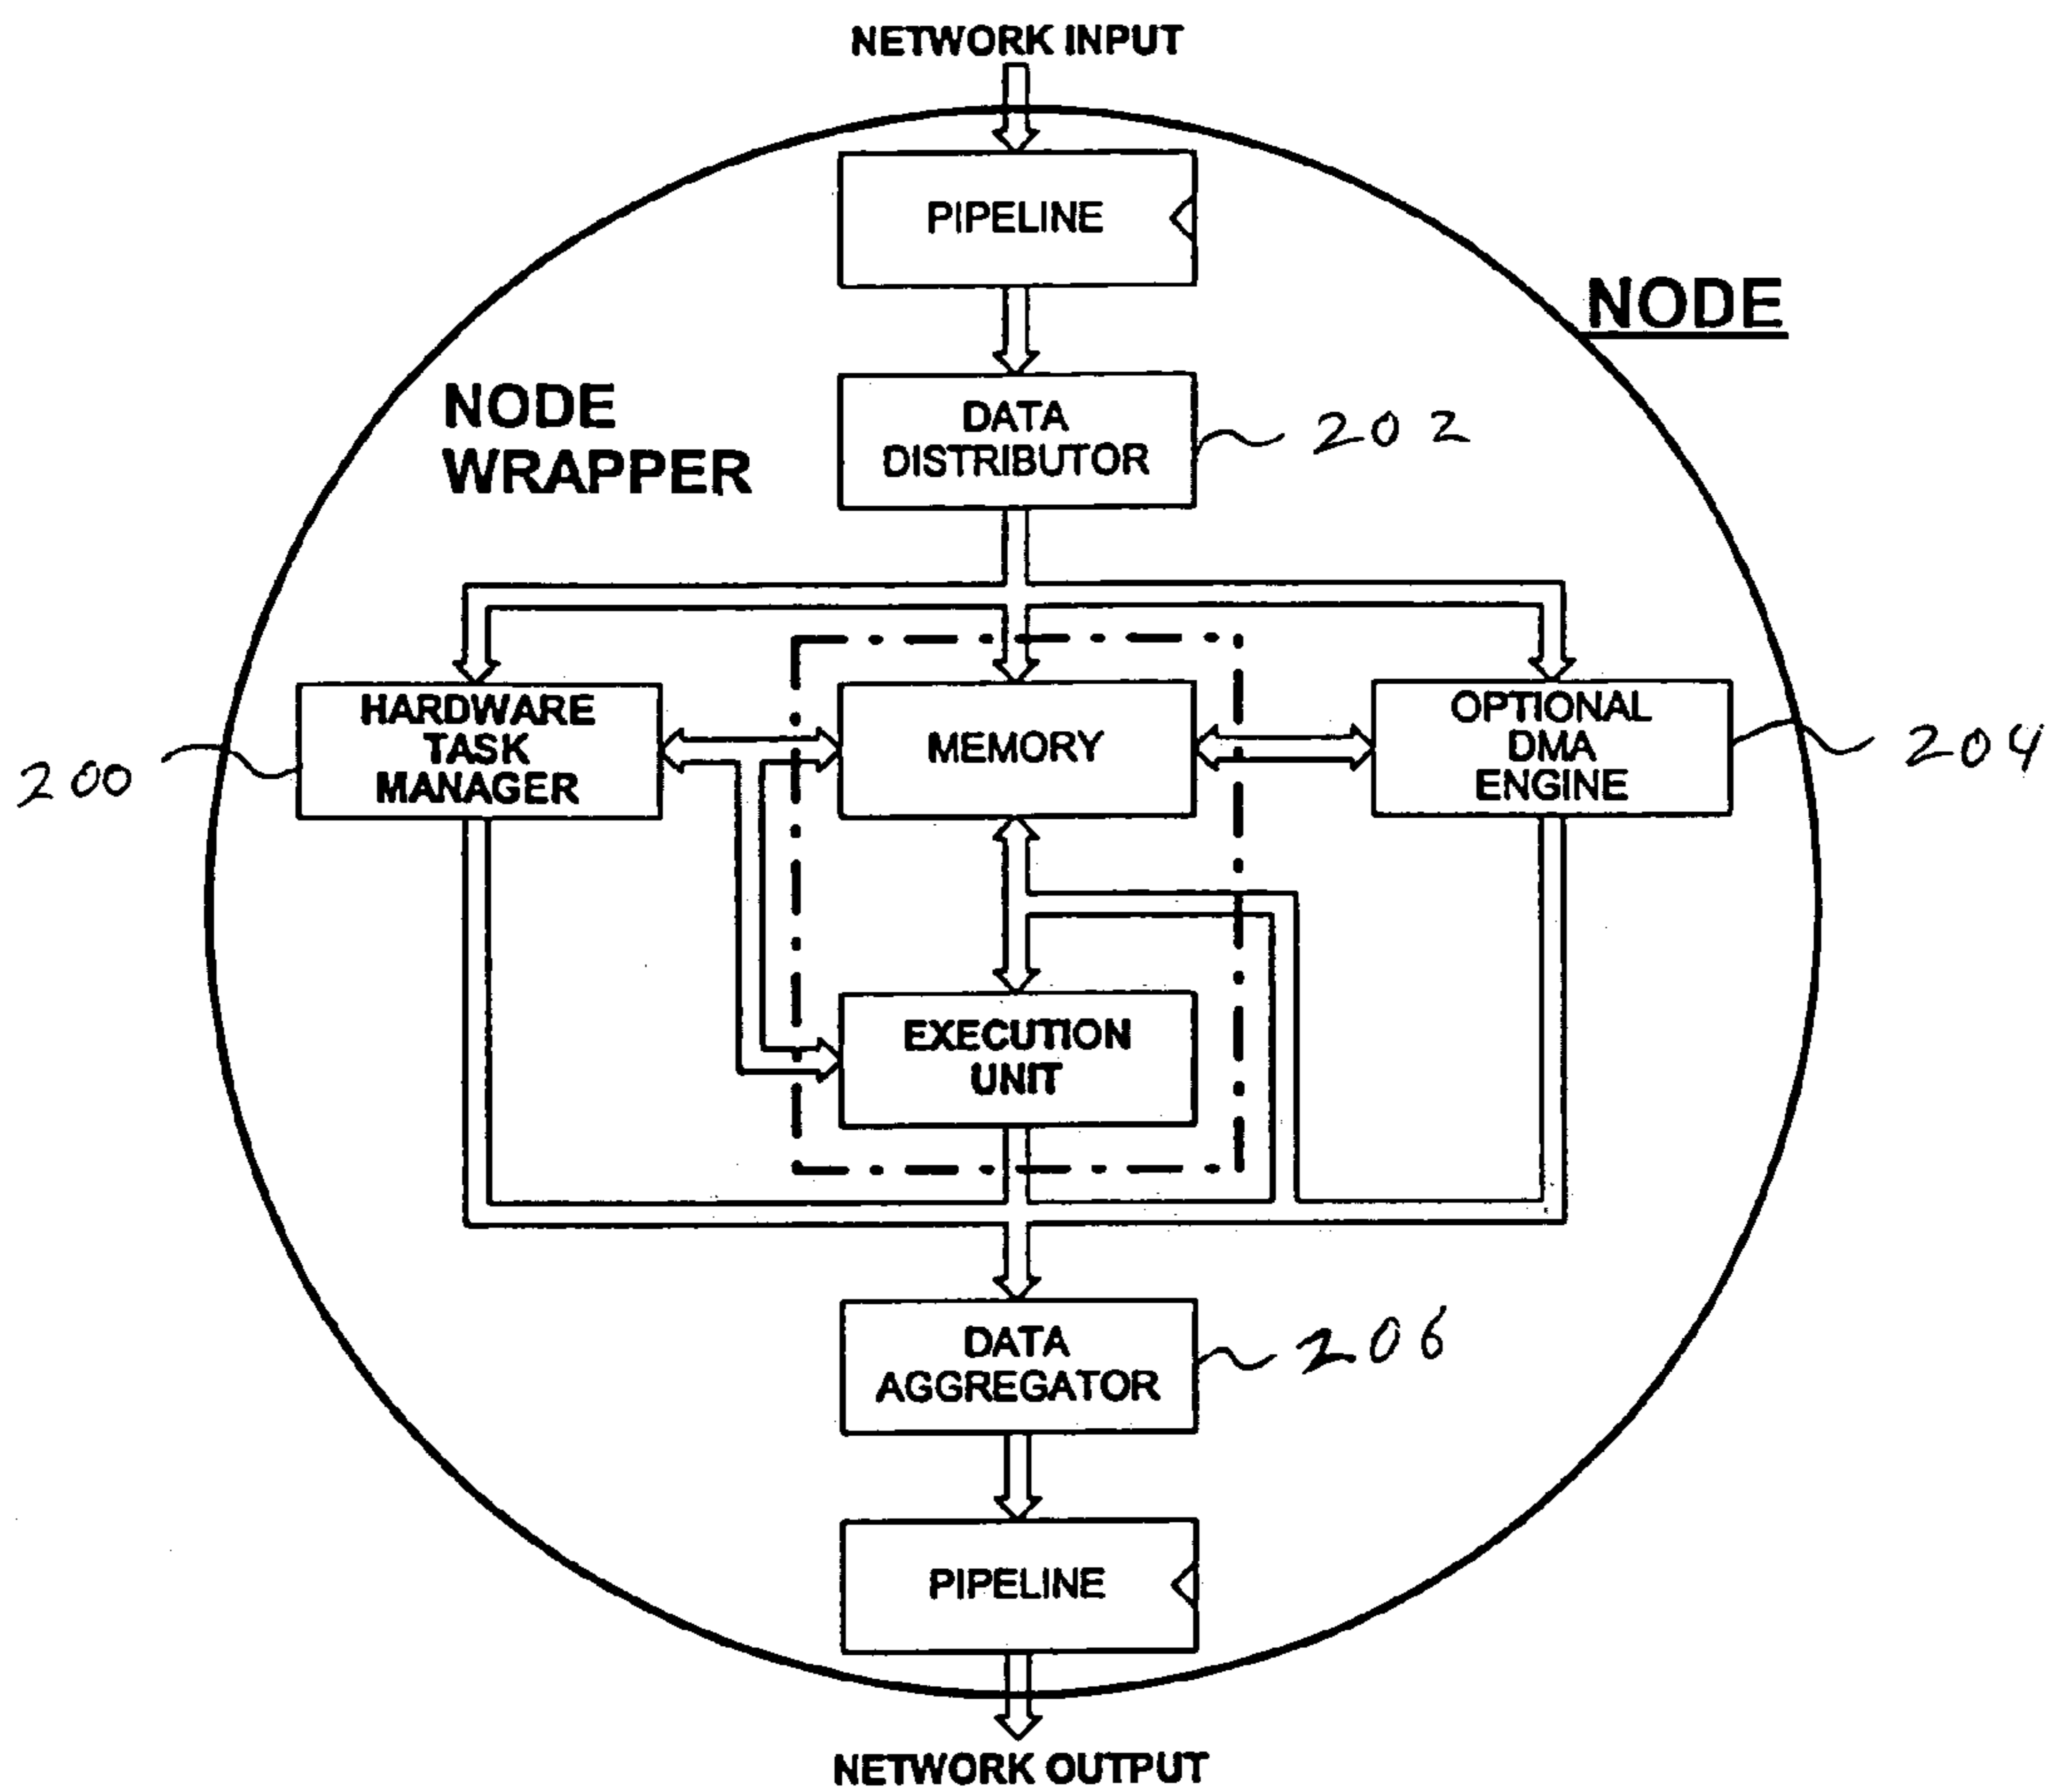 NETWORK INPUT
PIPELINE
NODE
NODE
WRAPPER
DATA
DISTRIBUTOR
202
HARDWARE
TASK
MANAGER
200
MEMORY
OPTIONAL
DMA
ENGINE
204
EXECUTION
UNIT
DATA
AGGREGATOR
206
PIPELINE
NETWORK OUTPUT